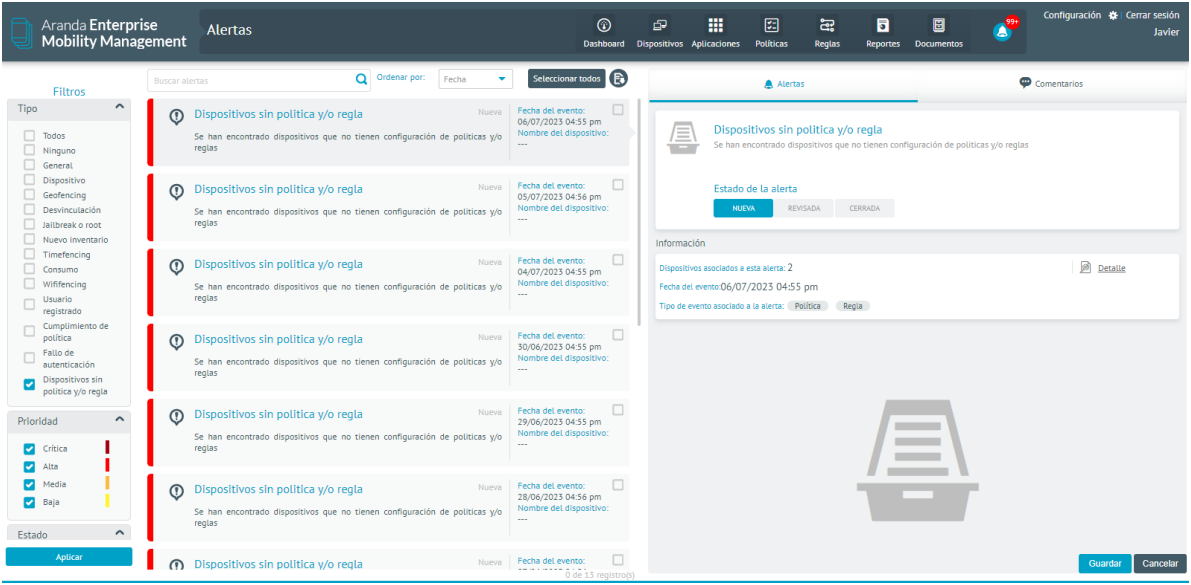 Aranda Enterprise
Mobility Management
Alertas
Dashboard
Dispositivos
Aplicaciones
Políticas
Reglas
Reportes
Documentos
99+
Configuración
Cerrar sesión
Javier
Filtros
Tipo
Todos
Ninguno
General
Dispositivo
Geofencing
Desvinculación
Jailbreak o root
Nuevo inventario
Timefencing
Consumo
Wififencing
Usuario
registrado
Cumplimiento de
política
Fallo de
autenticación
Dispositivos sin
política y/o regla
Prioridad
Crítica
Alta
Media
Baja
Estado
Aplicar
Buscar alertas
Ordenar por:
Fecha
Seleccionar todos
Dispositivos sin politica y/o regla
Nueva
Se han encontrado dispositivos que no tienen configuración de politicas y/o
reglas
Fecha del evento:
06/07/2023 04:55 pm
Nombre del dispositivo:
---
Dispositivos sin politica y/o regla
Nueva
Se han encontrado dispositivos que no tienen configuración de politicas y/o
reglas
Fecha del evento:
05/07/2023 04:56 pm
Nombre del dispositivo:
---
Dispositivos sin politica y/o regla
Nueva
Se han encontrado dispositivos que no tienen configuración de politicas y/o
reglas
Fecha del evento:
04/07/2023 04:55 pm
Nombre del dispositivo:
---
Dispositivos sin politica y/o regla
Nueva
Se han encontrado dispositivos que no tienen configuración de politicas y/o
reglas
Fecha del evento:
30/06/2023 04:55 pm
Nombre del dispositivo:
---
Dispositivos sin politica y/o regla
Nueva
Se han encontrado dispositivos que no tienen configuración de politicas y/o
reglas
Fecha del evento:
29/06/2023 04:55 pm
Nombre del dispositivo:
---
Dispositivos sin politica y/o regla
Nueva
Se han encontrado dispositivos que no tienen configuración de politicas y/o
reglas
Fecha del evento:
28/06/2023 04:56 pm
Nombre del dispositivo:
---
Dispositivos sin politica y/o regla
Nueva
Fecha del evento:
0 de 13 registro(s)
Alertas
Comentarios
Dispositivos sin politica y/o regla
Se han encontrado dispositivos que no tienen configuración de politicas y/o reglas
Estado de la alerta
NUEVA
REVISADA
CERRADA
Información
Dispositivos asociados a esta alerta: 2
Detalle
Fecha del evento:06/07/2023 04:55 pm
Tipo de evento asociado a la alerta: Política Regla
Guardar
Cancelar